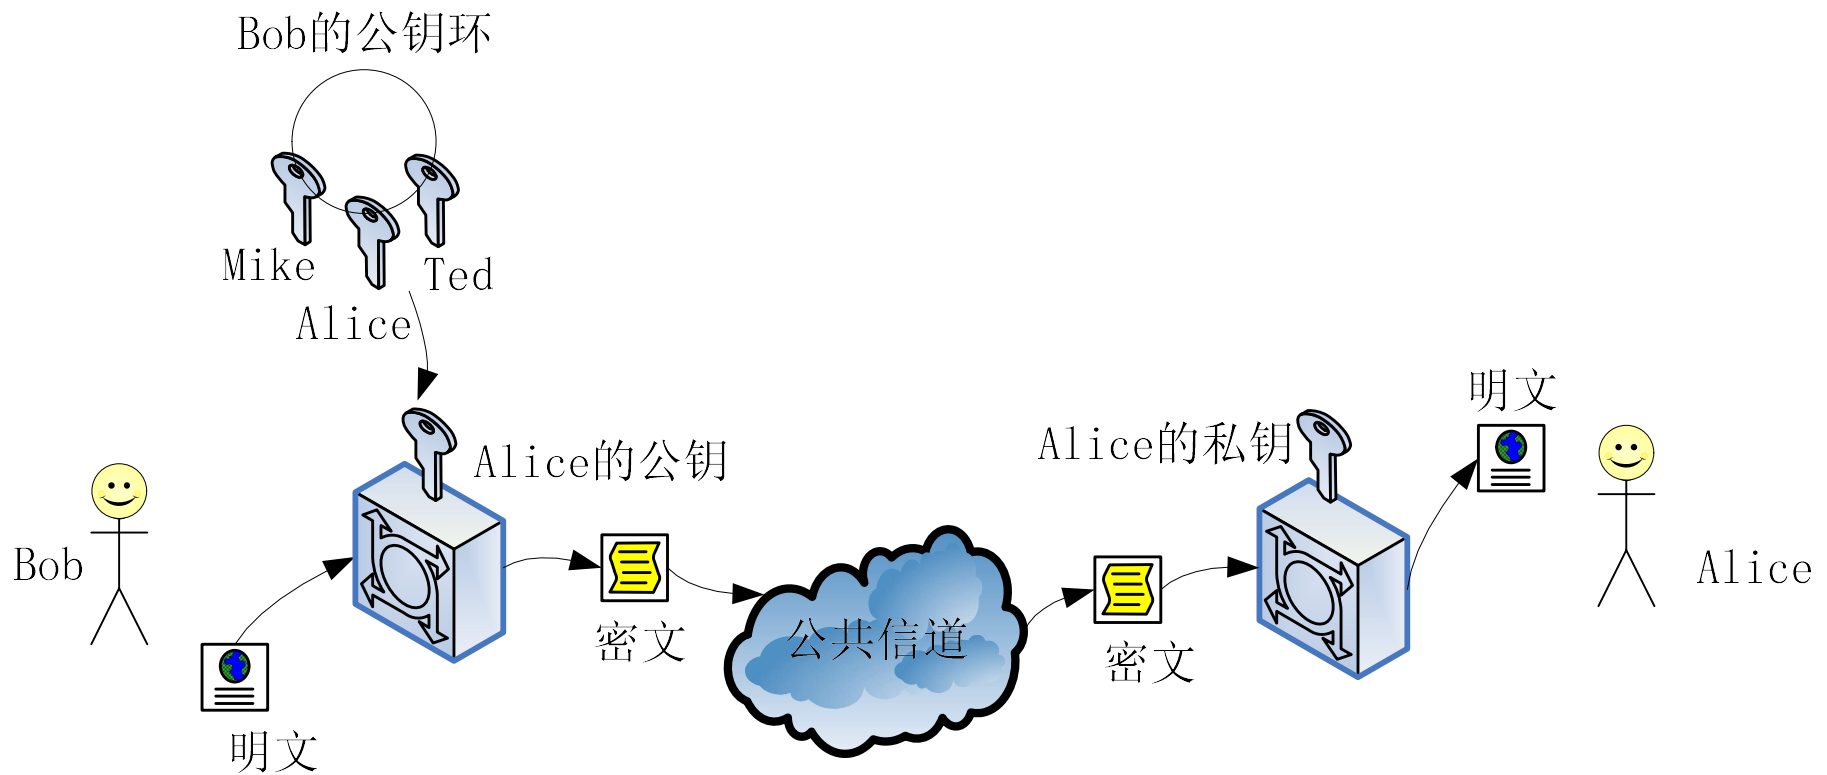 Bob的公钥环
Mike
Ted
Alice
Alice的公钥
Alice的私钥
明文
Bob
Alice
公共信道
密文
密文
明文